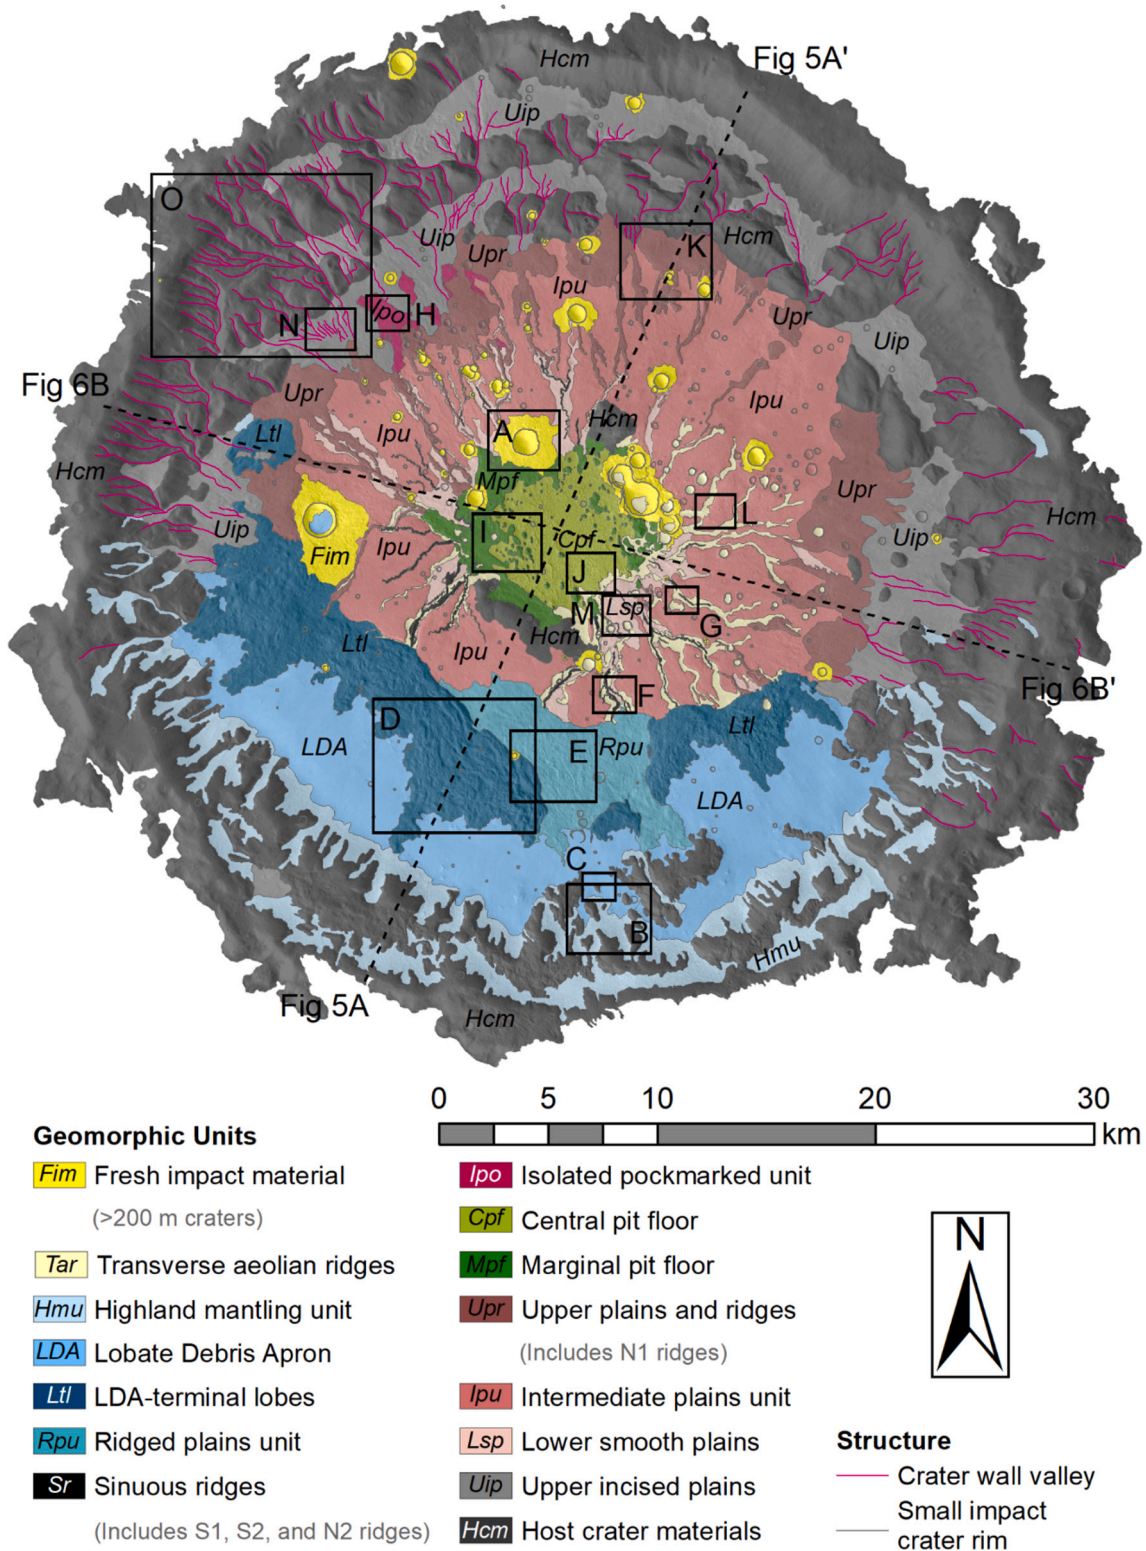 Fig 5A'
Hcm
Uip
O
Uip
Upr
K
Hcm
Ipu
N
Ipo
H
Upr
Uip
Fig 6B
Upr
Ipu
Ltl
Ipu
A
Hcm
Hcm
Mpf
Upr
L
Hcm
Uip
Fim
Ipu
I
Cpf
Uip
J
M
Lsp
G
Hcm
Ltl
Ipu
F
Fig 6B'
D
Ltl
LDA
E
Rpu
LDA
C
B
Hmu
Fig 5A
Hcm
0 5 10 20 30
km
Geomorphic Units
Fim Fresh impact material
(>200 m craters)
Tar Transverse aeolian ridges
Hmu Highland mantling unit
LDA Lobate Debris Apron
Ltl LDA-terminal lobes
Rpu Ridged plains unit
Sr Sinuous ridges
(Includes S1, S2, and N2 ridges)
Ipo Isolated pockmarked unit
Cpf Central pit floor
Mpf Marginal pit floor
Upr Upper plains and ridges
(Includes N1 ridges)
Ipu Intermediate plains unit
Lsp Lower smooth plains
Uip Upper incised plains
Hcm Host crater materials
N
Structure
Crater wall valley
Small impact
crater rim